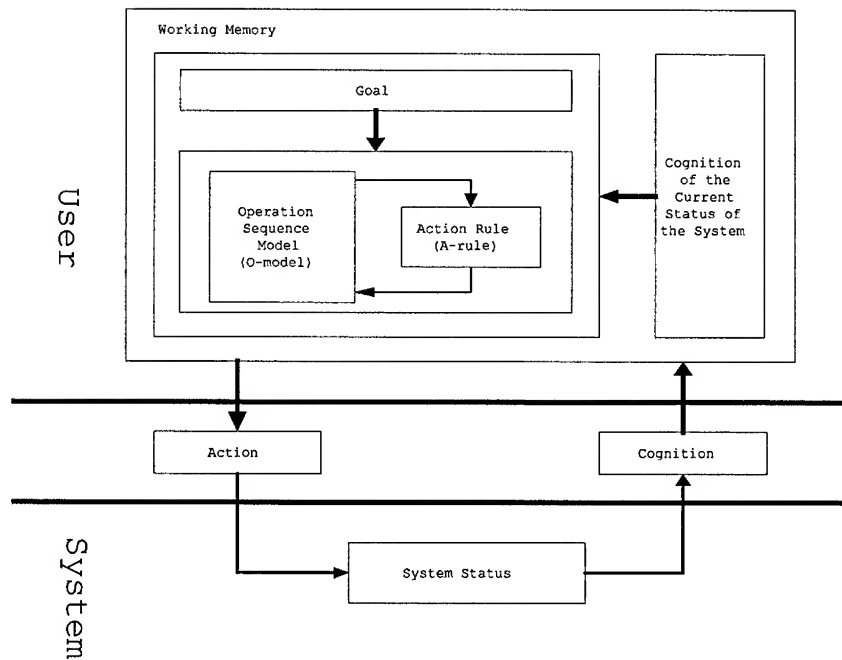 Working Memory
Goal
Operation
Sequence
Model
(O-model)
Action Rule
(A-rule)
Cognition
of the
Current
Status of
the System
User
Action
Cognition
System Status
System